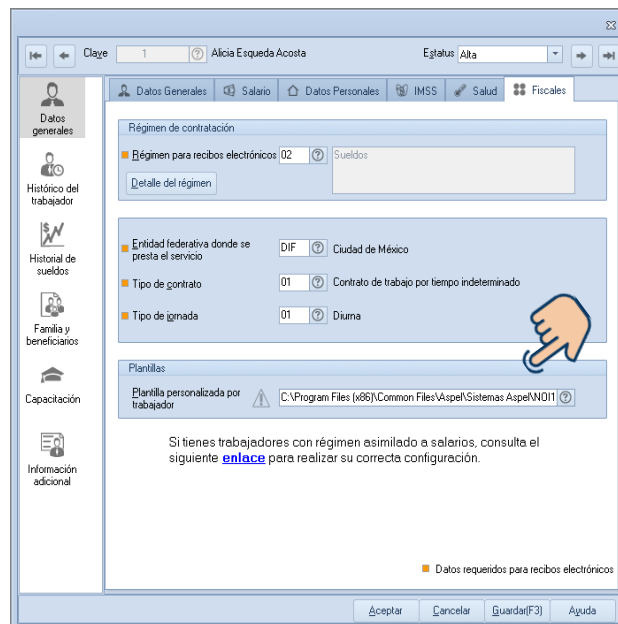 Clave 1 Alicia Esqueda Acosta Estatus Alta
Datos generales
Histórico del trabajador
Historial de sueldos
Familia y beneficiarios
Capacitación
Información adicional
Datos Generales Salario Datos Personales IMSS Salud Fiscales
Régimen de contratación
Régimen para recibos electrónicos 02 Sueldos
Detalle del régimen
Entidad federativa donde se
presta el servicio DIF Ciudad de México
Tipo de contrato 01 Contrato de trabajo por tiempo indeterminado
Tipo de jornada 01 Diurna
Plantillas
Plantilla personalizada por
trabajador C:\Program Files (x86)\Common Files\Aspel\Sistemas Aspel\NOI1
Si tienes trabajadores con régimen asimilado a salarios, consulta el
siguiente enlace para realizar su correcta configuración.
Datos requeridos para recibos electrónicos
Aceptar Cancelar Guardar(F3) Ayuda